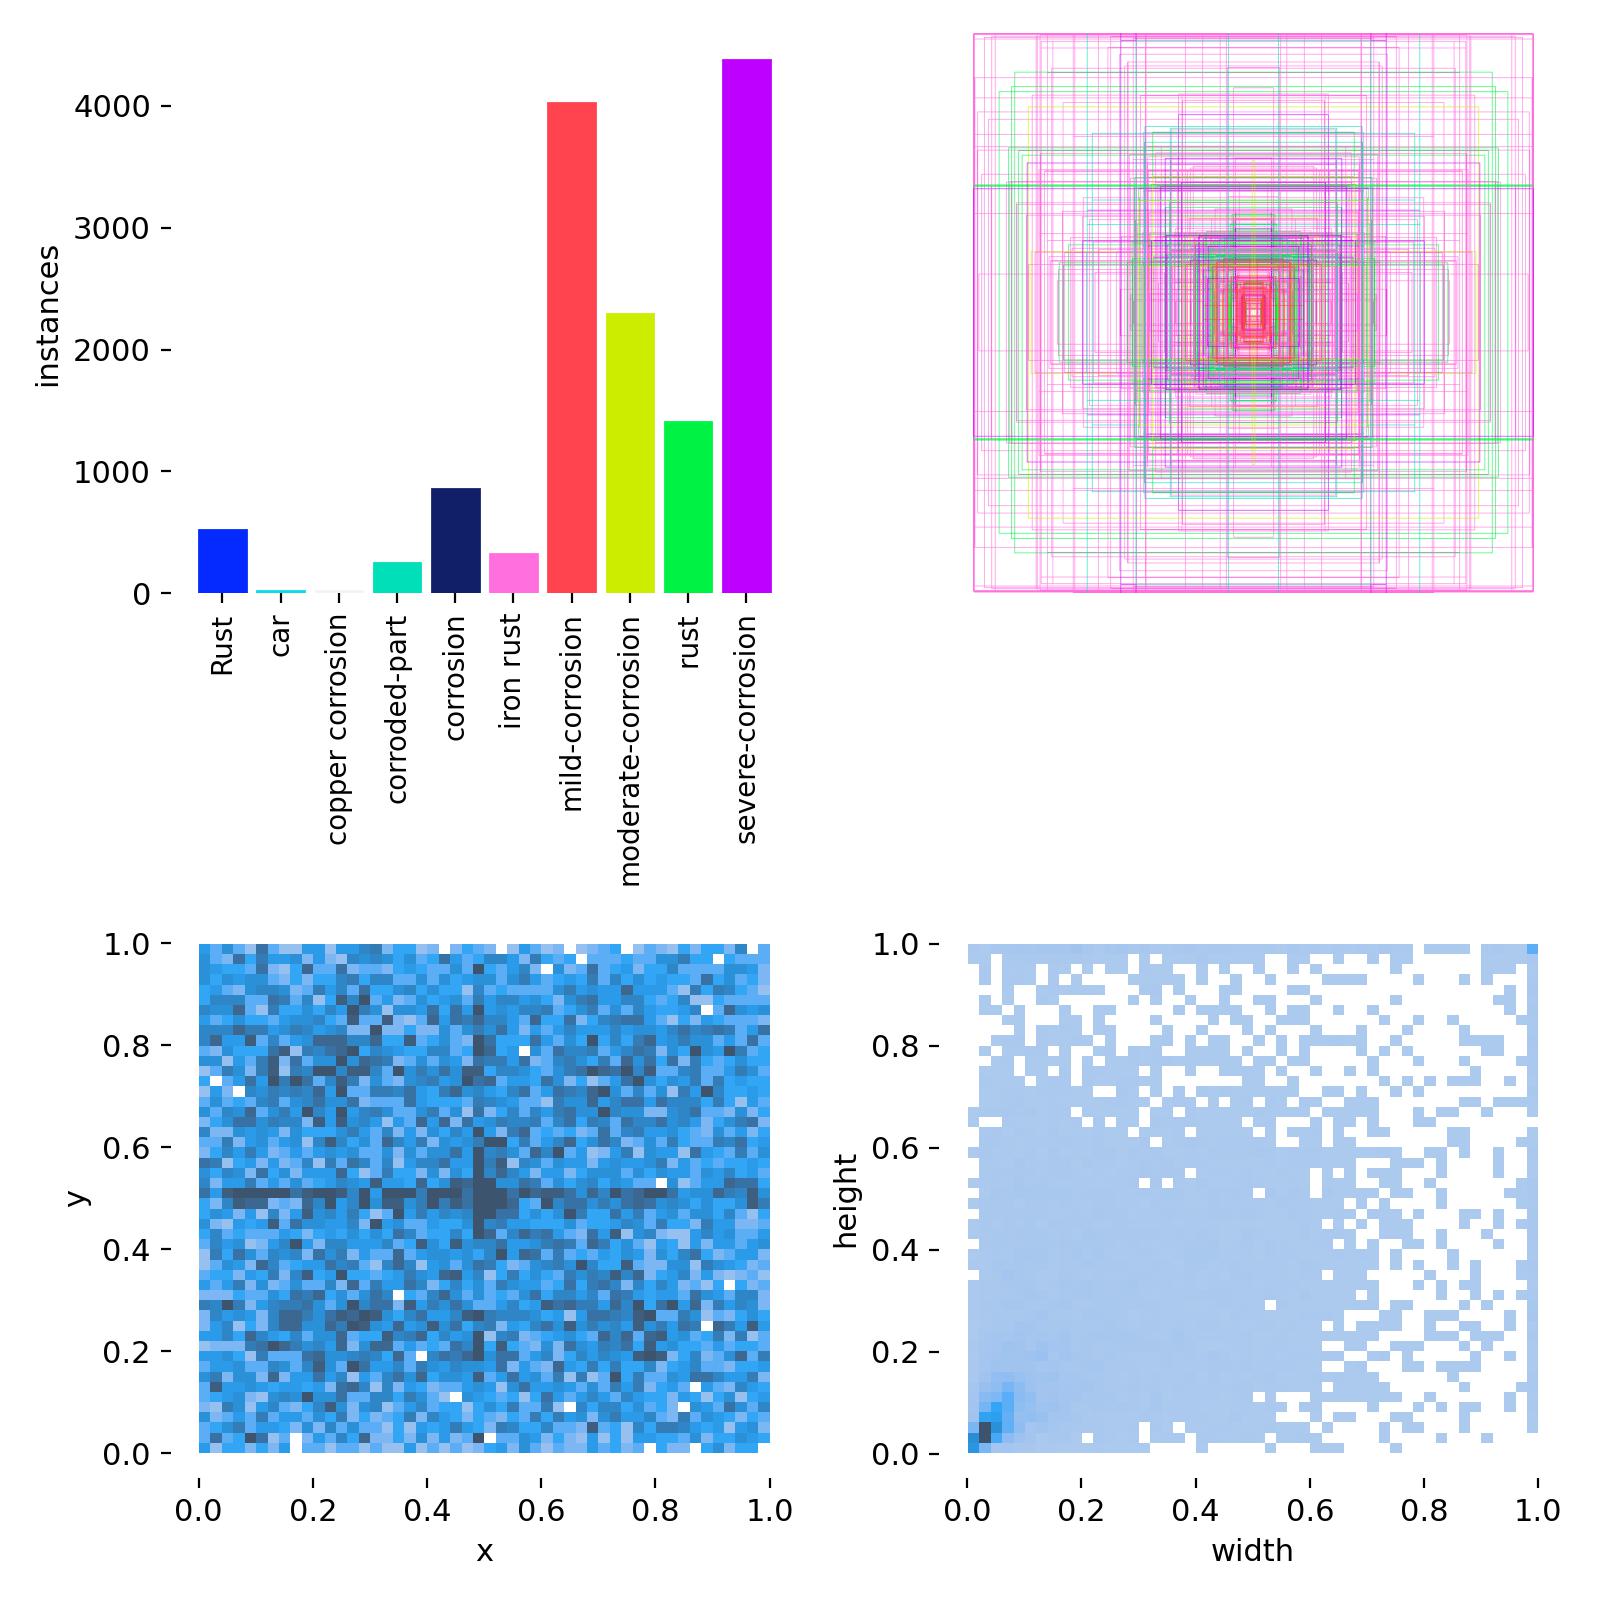 4000
3000
2000
1000
0
instances
Rust
car
copper corrosion
corroded-part
corrosion
iron rust
mild-corrosion
moderate-corrosion
rust
severe-corrosion
1.0
0.8
0.6
0.4
0.2
0.0
y
0.0 0.2 0.4 0.6 0.8 1.0
x
1.0
0.8
0.6
0.4
0.2
0.0
height
0.0 0.2 0.4 0.6 0.8 1.0
width